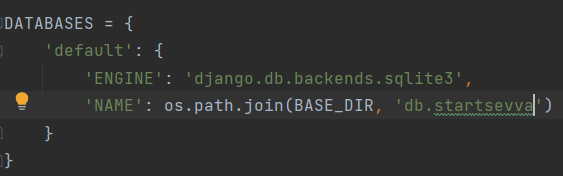 DATABASES = {
    'default': {
        'ENGINE': 'django.db.backends.sqlite3',
        'NAME': os.path.join(BASE_DIR, 'db.startsevva')
    }
}